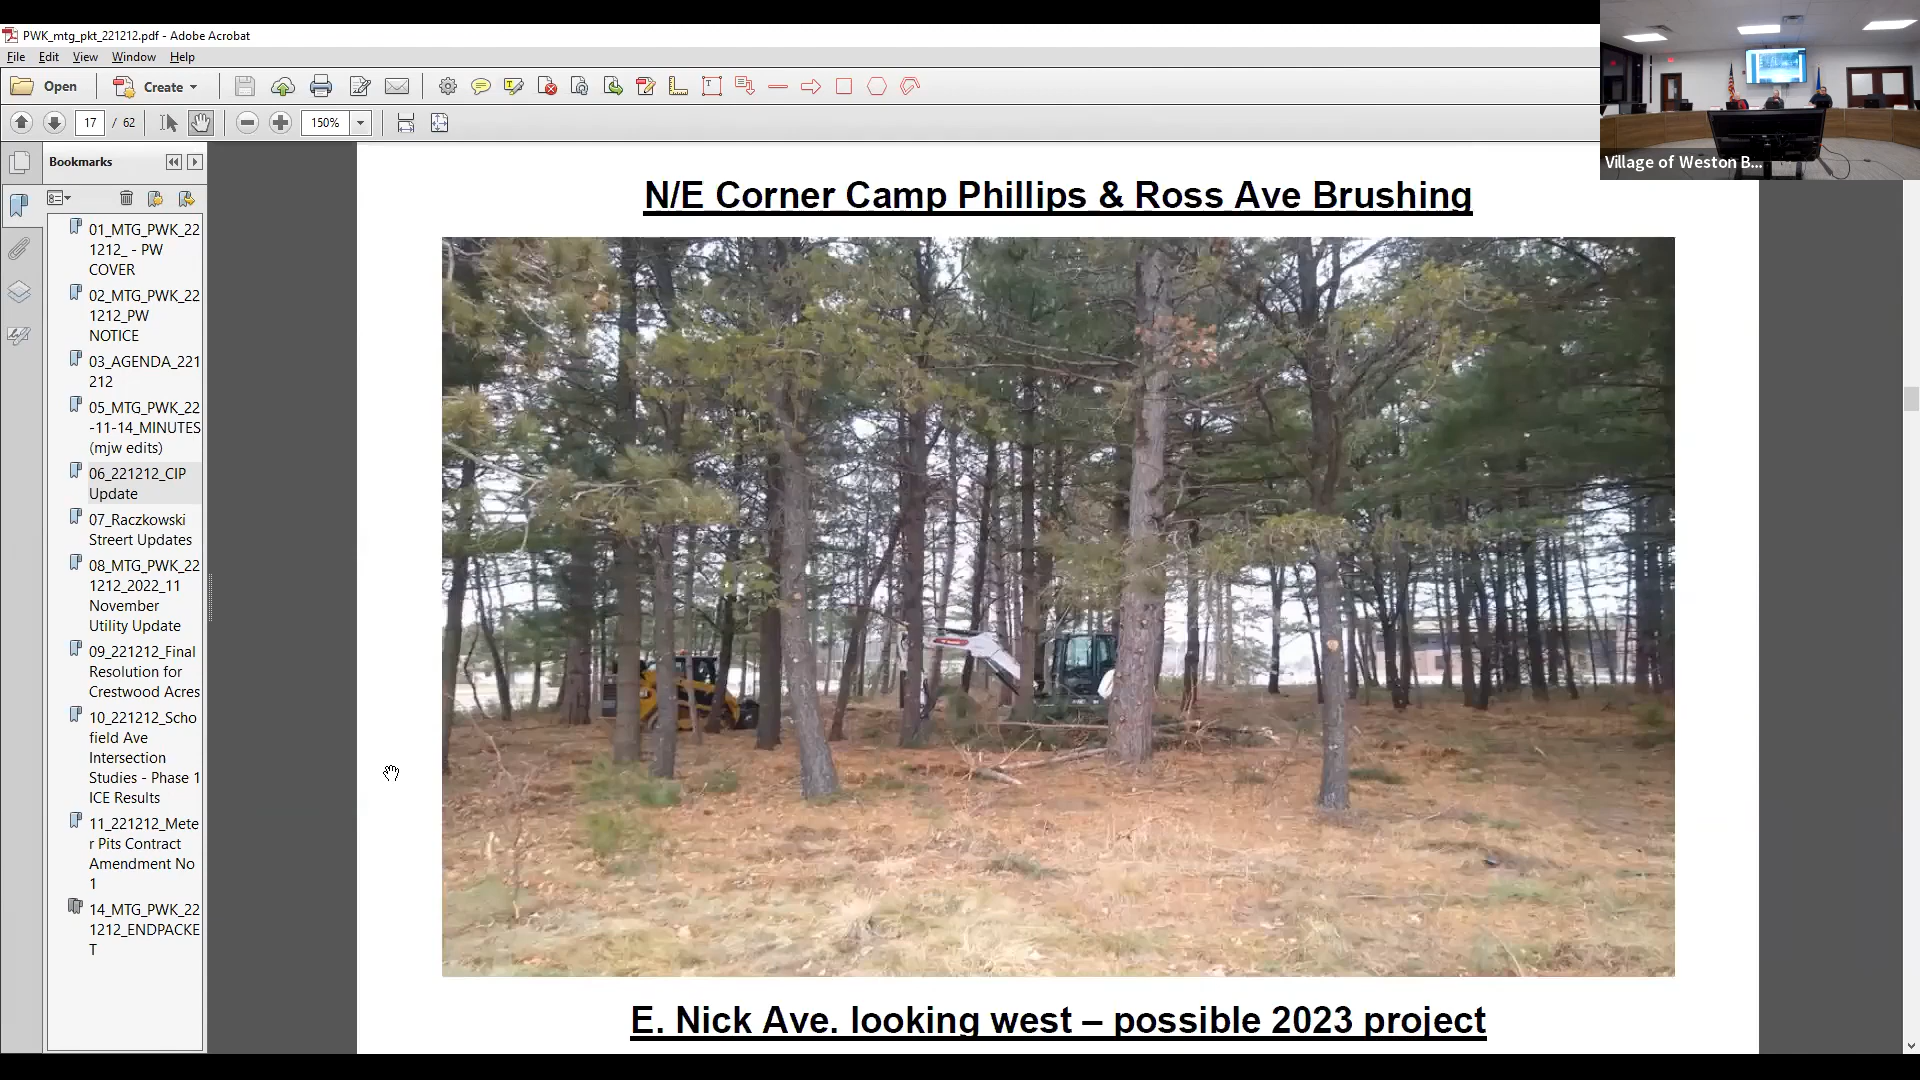 PWK_mtg_pkt_221212.pdf - Adobe Acrobat
File Edit View Window Help
Open Create
17 / 62 150%
Bookmarks
01_MTG_PWK_22
1212_ - PW
COVER
02_MTG_PWK_22
1212_PW
NOTICE
03_AGENDA_221
212
05_MTG_PWK_22
-11-14_MINUTES
(mjw edits)
06_221212_CIP
Update
07_Raczkowski
Streert Updates
08_MTG_PWK_22
1212_2022_11
November
Utility Update
09_221212_Final
Resolution for
Crestwood Acres
10_221212_Scho
field Ave
Intersection
Studies - Phase 1
ICE Results
11_221212_Mete
r Pits Contract
Amendment No
1
14_MTG_PWK_22
1212_ENDPACKE
T
N/E Corner Camp Phillips & Ross Ave Brushing
E. Nick Ave. looking west – possible 2023 project
Village of Weston B...